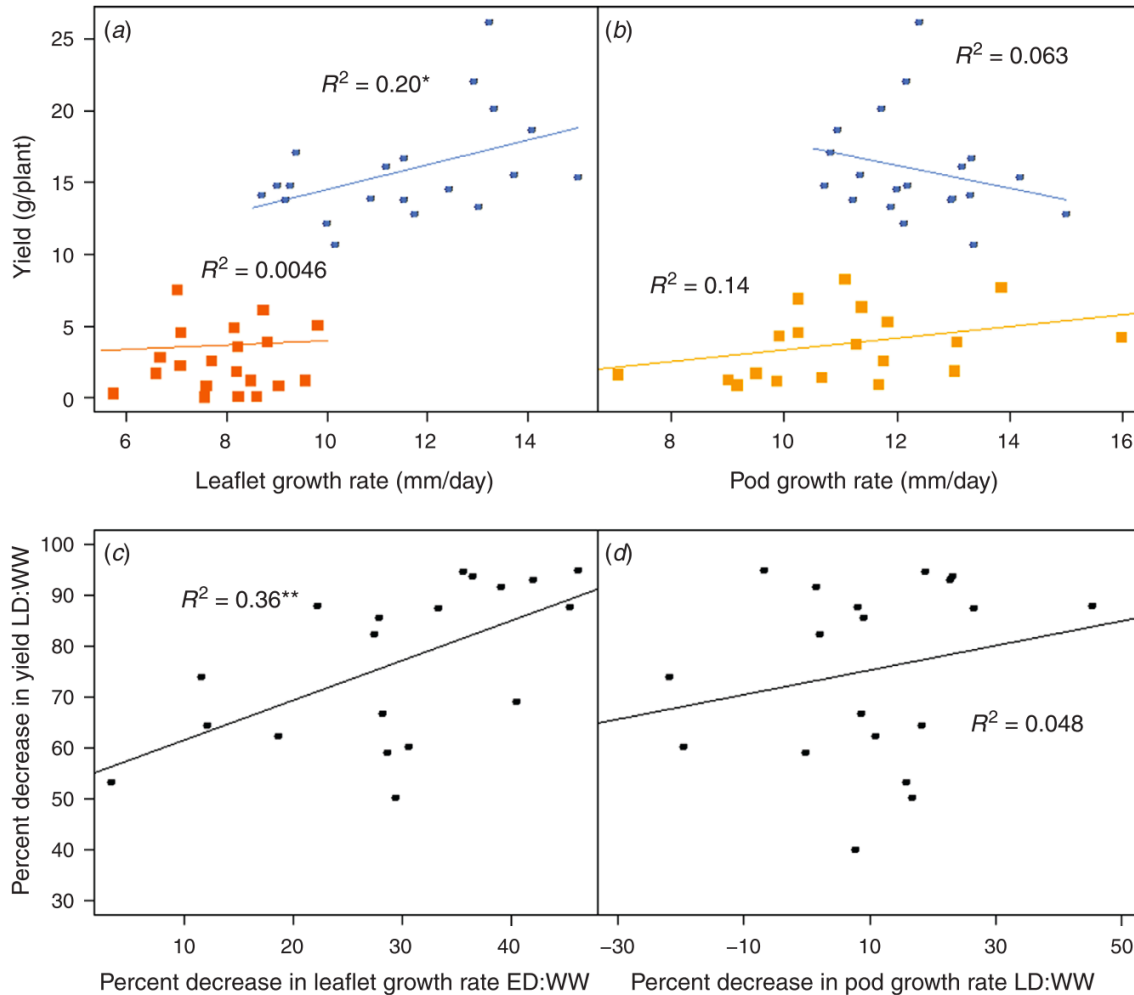 (a)
(b)
R² = 0.20*
R² = 0.063
R² = 0.0046
R² = 0.14
Yield (g/plant)
25
20
15
10
5
0
6 8 10 12 14
8 10 12 14 16
Leaflet growth rate (mm/day)
Pod growth rate (mm/day)
(c)
(d)
R² = 0.36**
R² = 0.048
Percent decrease in yield LD:WW
100
90
80
70
60
50
40
30
10 20 30 40
−30 −10 10 30 50
Percent decrease in leaflet growth rate ED:WW
Percent decrease in pod growth rate LD:WW